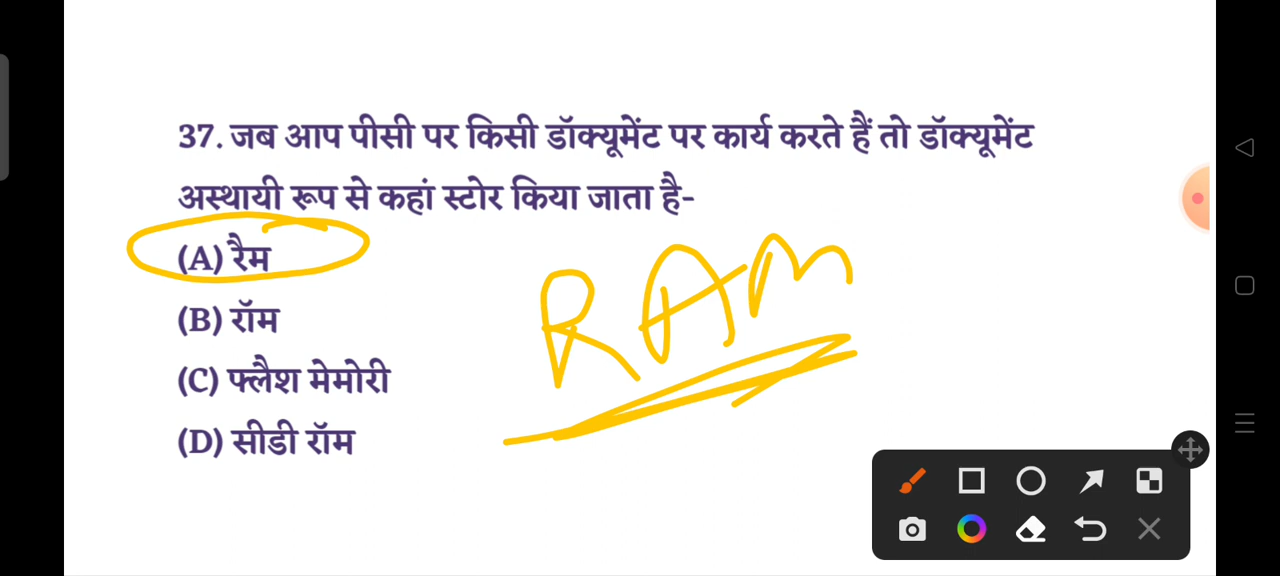 37. जब आप पीसी पर किसी डॉक्यूमेंट पर कार्य करते हैं तो डॉक्यूमेंट
अस्थायी रूप से कहां स्टोर किया जाता है-
(A) रैम
(B) रॉम
(C) फ्लैश मेमोरी
(D) सीडी रॉम
RAM